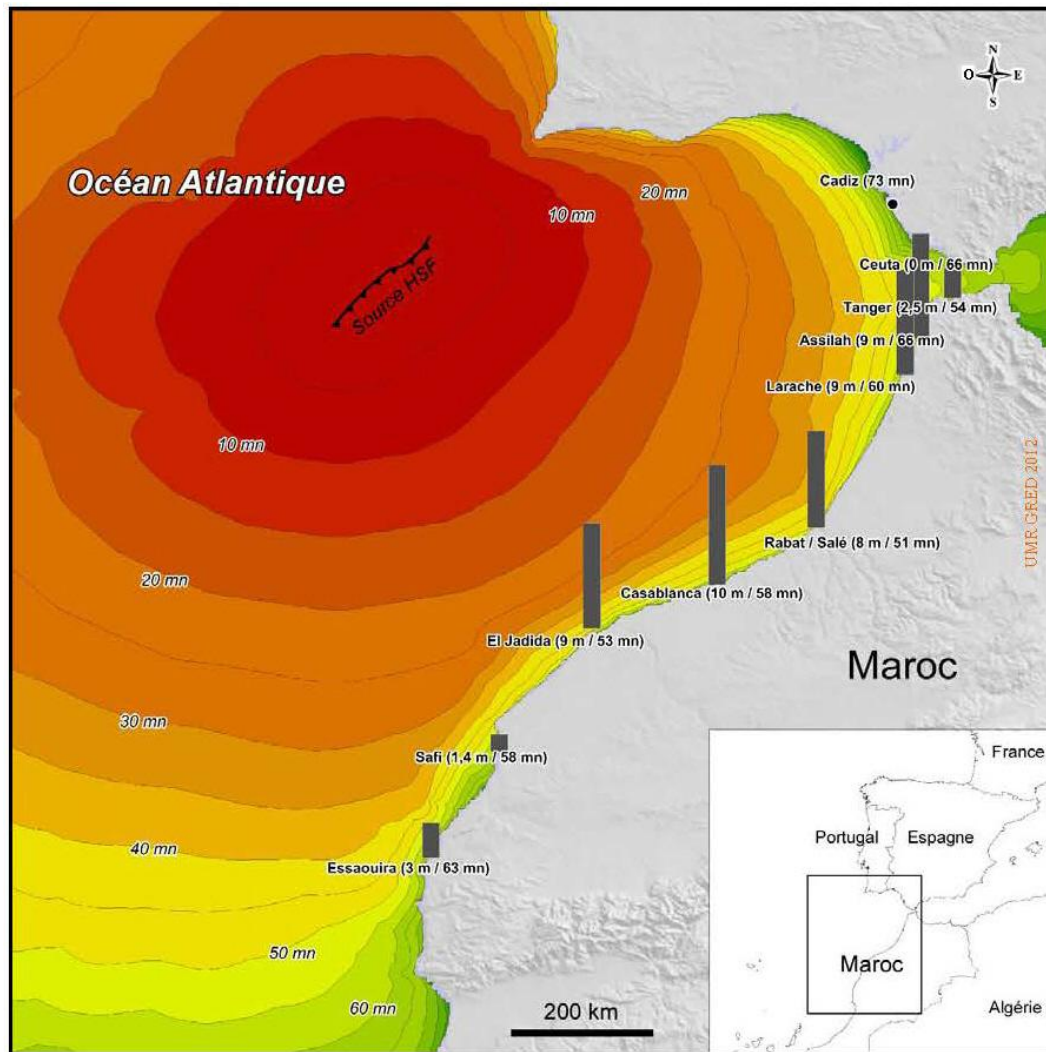 N
O
E
S
Océan Atlantique
Cadiz (73 mn)
20 mn
10 mn
Source HSF
Ceuta (0 m / 66 mn)
Tanger (2,5 m / 54 mn)
Assilah (9 m / 66 mn)
Larache (9 m / 60 mn)
10 mn
UMR GRED 2012
Rabat / Salé (8 m / 51 mn)
20 mn
Casablanca (10 m / 58 mn)
El Jadida (9 m / 53 mn)
Maroc
30 mn
Safi (1,4 m / 58 mn)
France
40 mn
Portugal
Espagne
Essaouira (3 m / 63 mn)
50 mn
Maroc
60 mn
200 km
Algérie